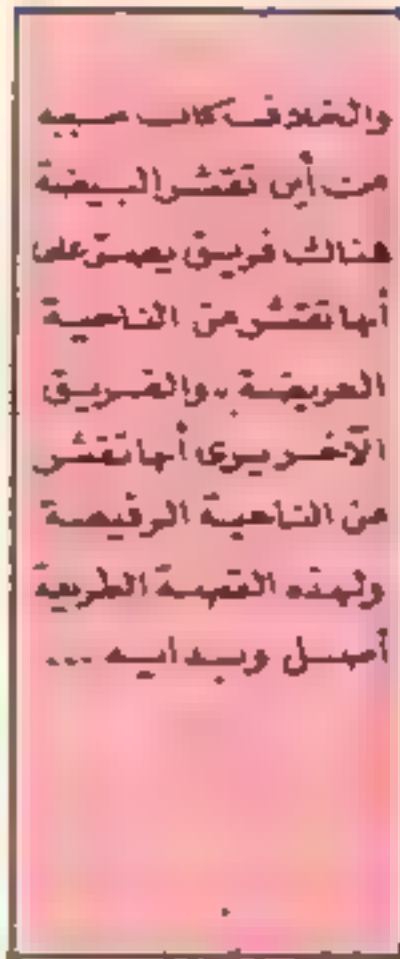 والخلاف كان سببه
من أين تقشر البيضة
هناك فريق يصر على
أنها تقشر من الناحية
العريضة .. والفريق
الآخر يرى أنها تقشر
من الناحية الرفيعة
ولهذه القصة الطريفة
أصل وبداية ...